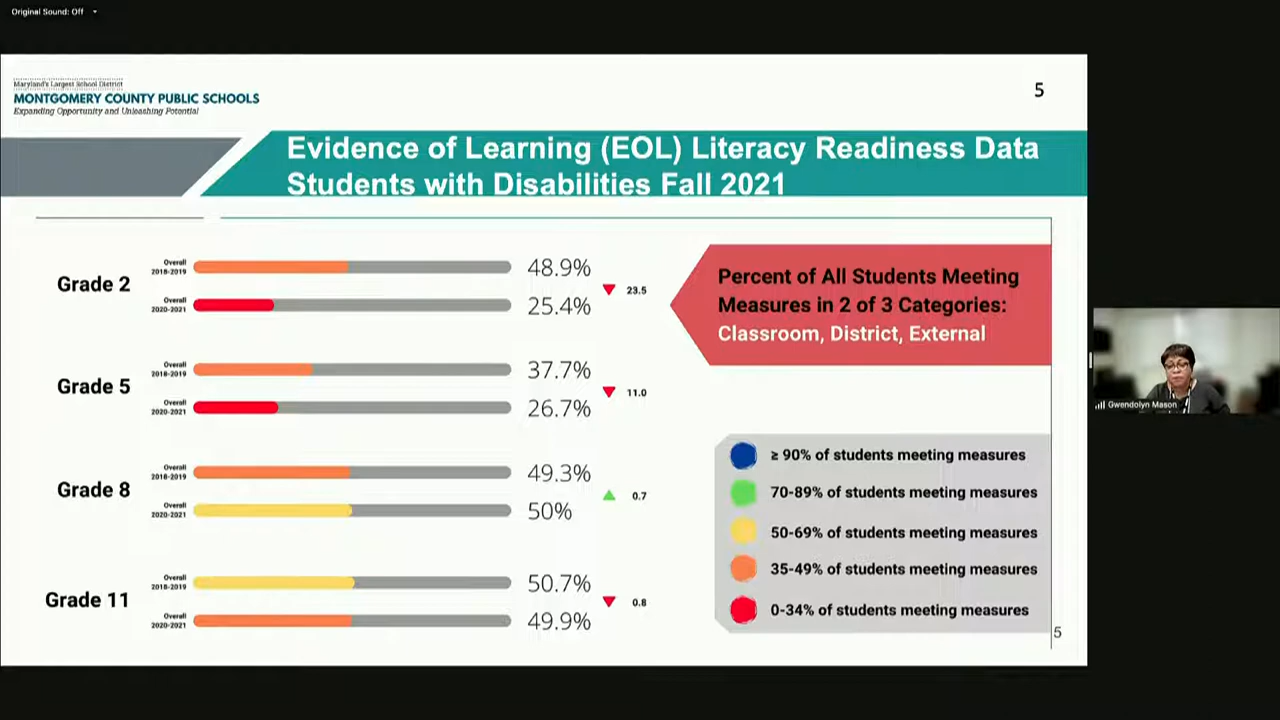 Original Sound: Off
Maryland's Largest School District
MONTGOMERY COUNTY PUBLIC SCHOOLS
Expanding Opportunity and Unleashing Potential
5
Evidence of Learning (EOL) Literacy Readiness Data
Students with Disabilities Fall 2021
Grade 2
Overall
2018-2019
48.9%
Overall
2020-2021
25.4%
23.5
Grade 5
Overall
2018-2019
37.7%
Overall
2020-2021
26.7%
11.0
Grade 8
Overall
2018-2019
49.3%
Overall
2020-2021
50%
0.7
Grade 11
Overall
2018-2019
50.7%
Overall
2020-2021
49.9%
0.8
Percent of All Students Meeting
Measures in 2 of 3 Categories:
Classroom, District, External
≥ 90% of students meeting measures
70-89% of students meeting measures
50-69% of students meeting measures
35-49% of students meeting measures
0-34% of students meeting measures
5
Gwendolyn Mason